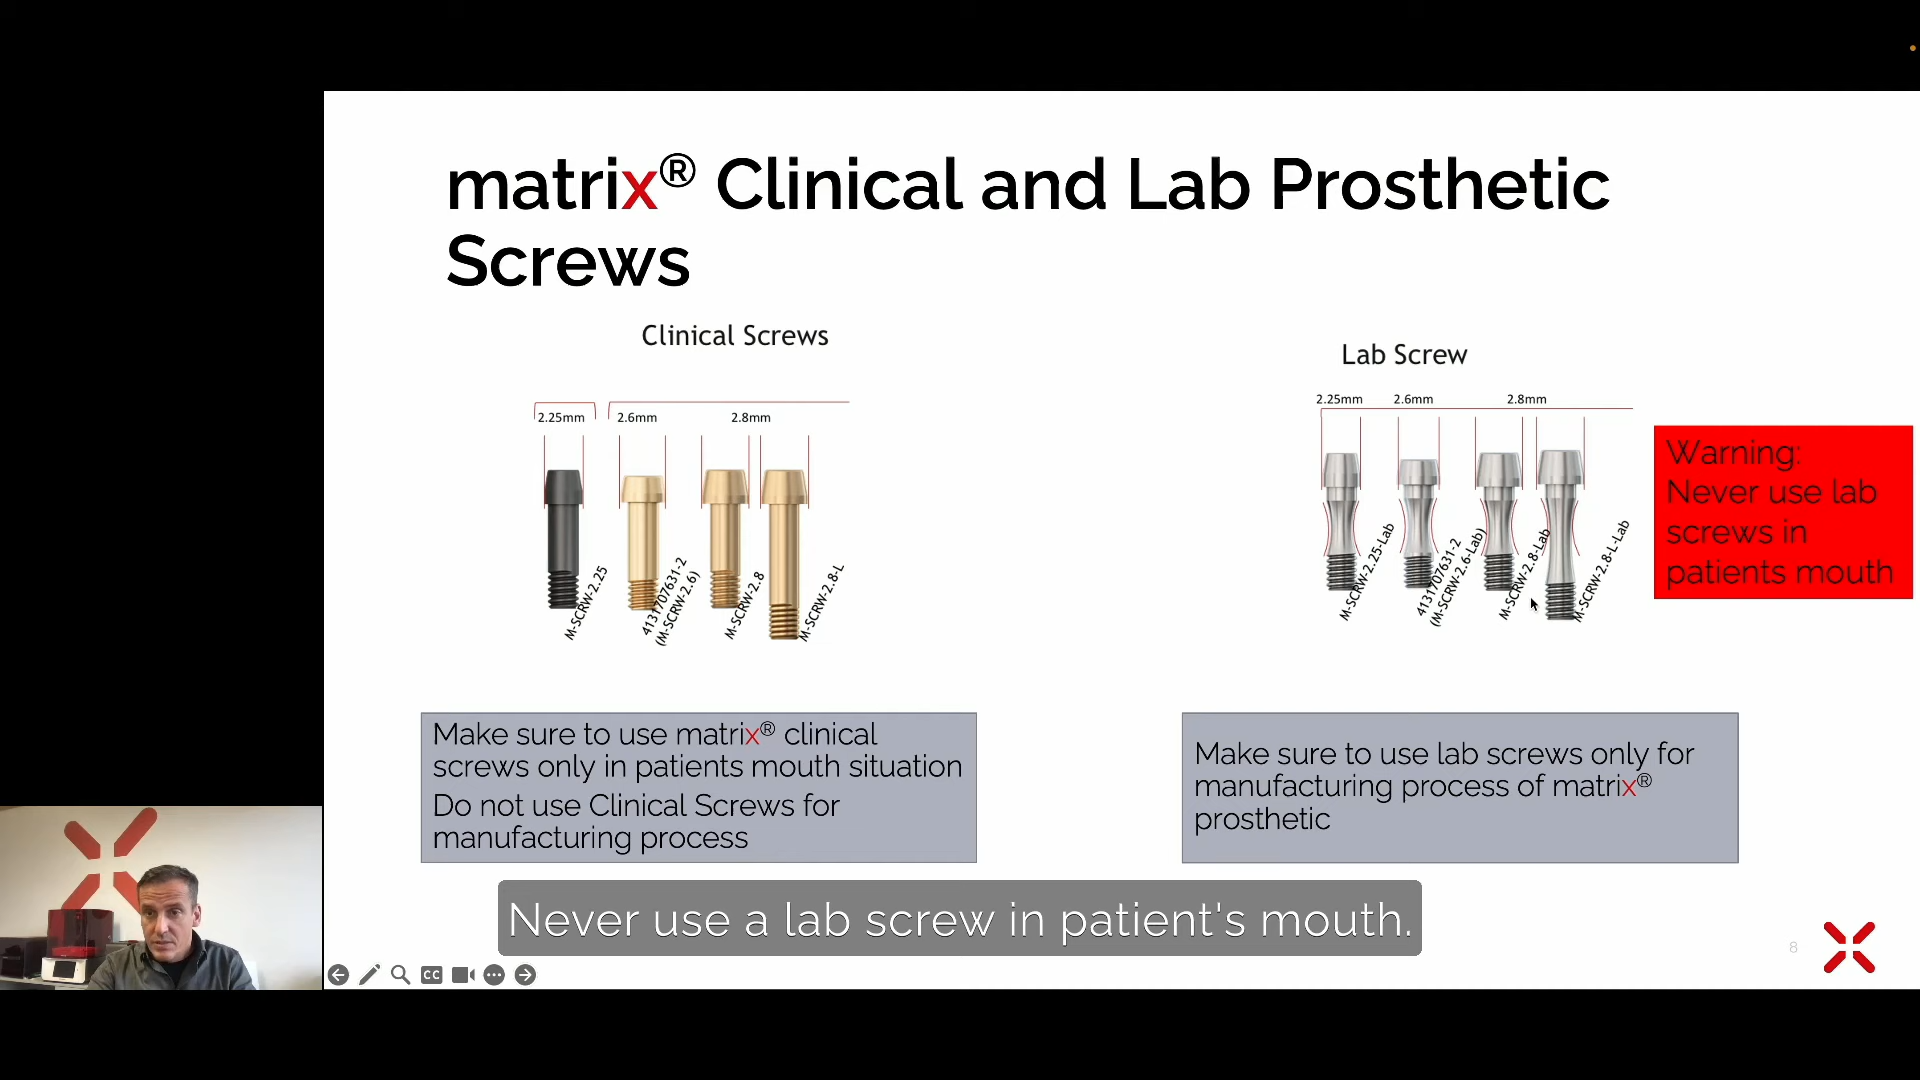 matrix® Clinical and Lab Prosthetic
Screws
Clinical Screws
2.25mm 2.6mm 2.8mm
M-SCRW-2.25
4131707631-2
(M-SCRW-2.6)
M-SCRW-2.8
M-SCRW-2.8-L
Lab Screw
2.25mm 2.6mm 2.8mm
M-SCRW-2.25-Lab
4131707631-2
(M-SCRW-2.6-Lab)
M-SCRW-2.8-Lab
M-SCRW-2.8-L-Lab
Warning:
Never use lab
screws in
patients mouth
Make sure to use matrix® clinical
screws only in patients mouth situation
Do not use Clinical Screws for
manufacturing process
Make sure to use lab screws only for
manufacturing process of matrix®
prosthetic
Never use a lab screw in patient's mouth.
8
CC